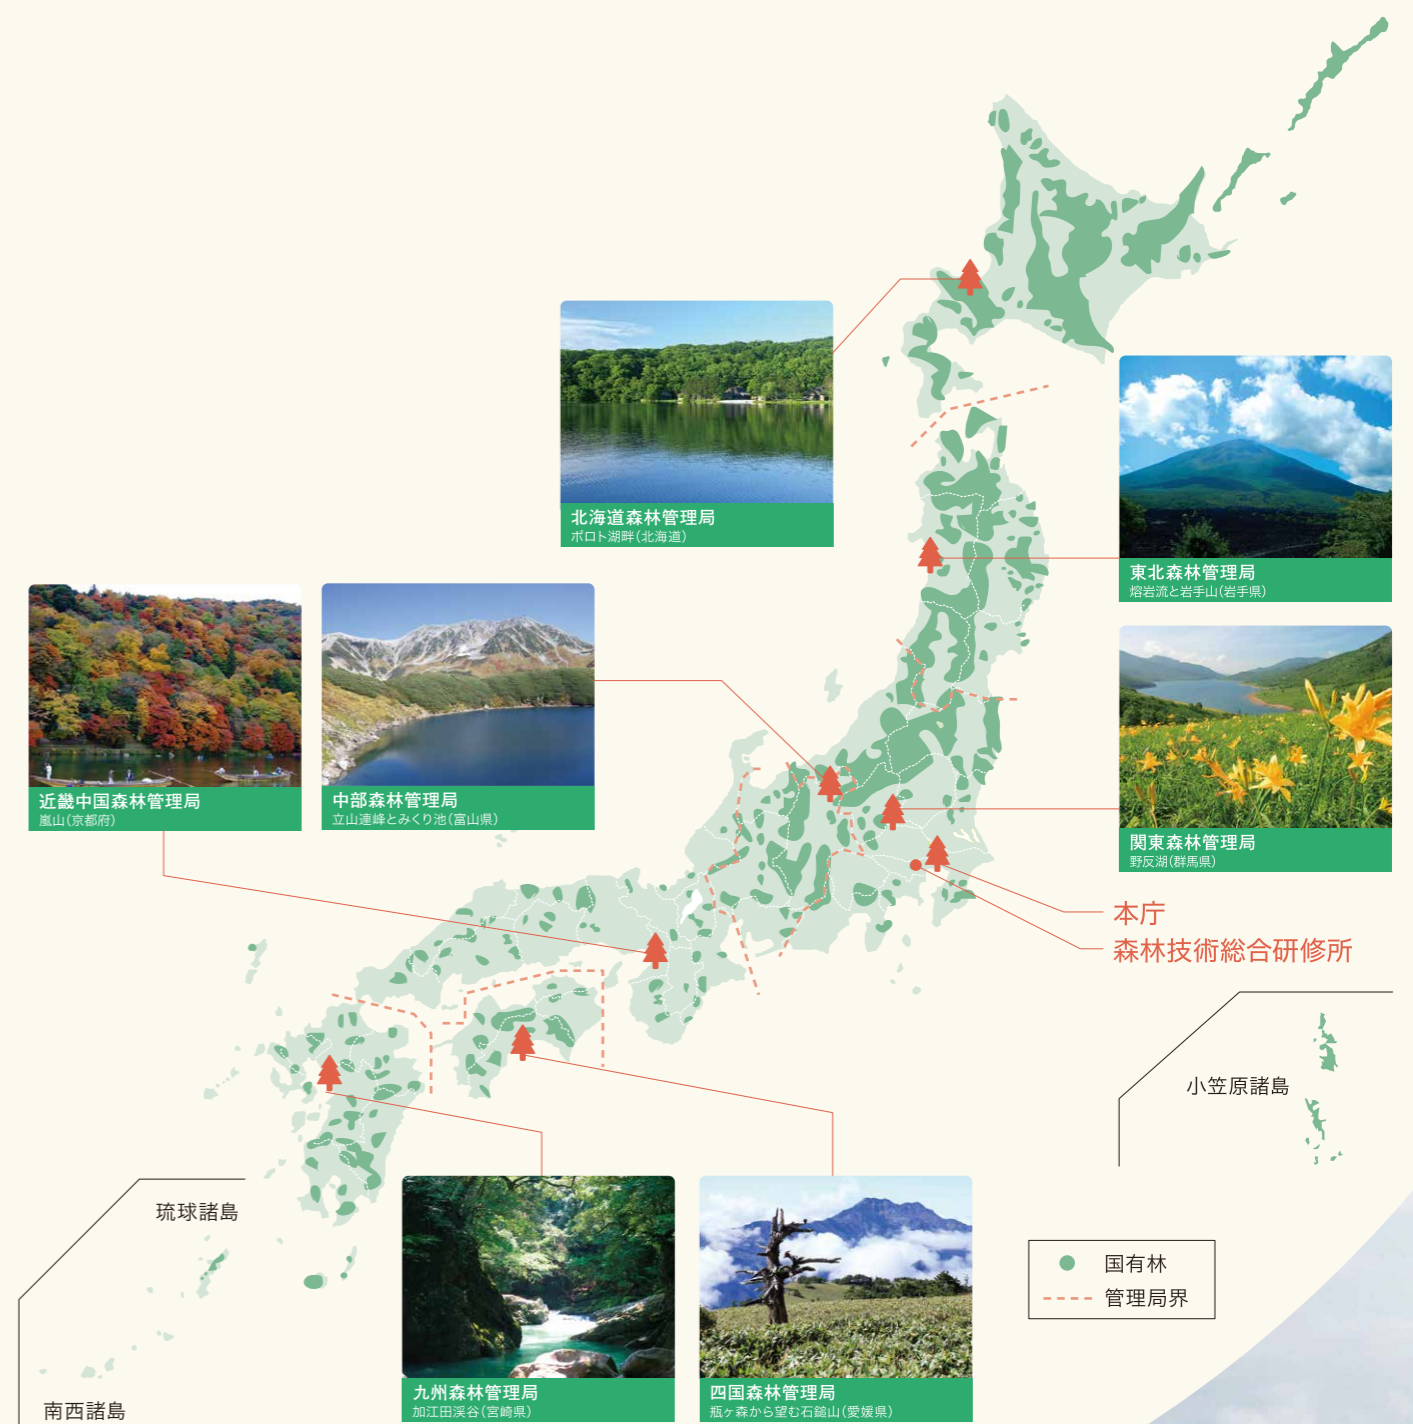 北海道森林管理局
ポロト湖畔（北海道）
東北森林管理局
熔岩流と岩手山（岩手県）
近畿中国森林管理局
嵐山（京都府）
中部森林管理局
立山連峰とみくり池（富山県）
関東森林管理局
野反湖（群馬県）
本庁
森林技術総合研修所
小笠原諸島
琉球諸島
国有林
管理局界
九州森林管理局
加江田渓谷（宮崎県）
四国森林管理局
瓶ヶ森から望む石鎚山（愛媛県）
南西諸島